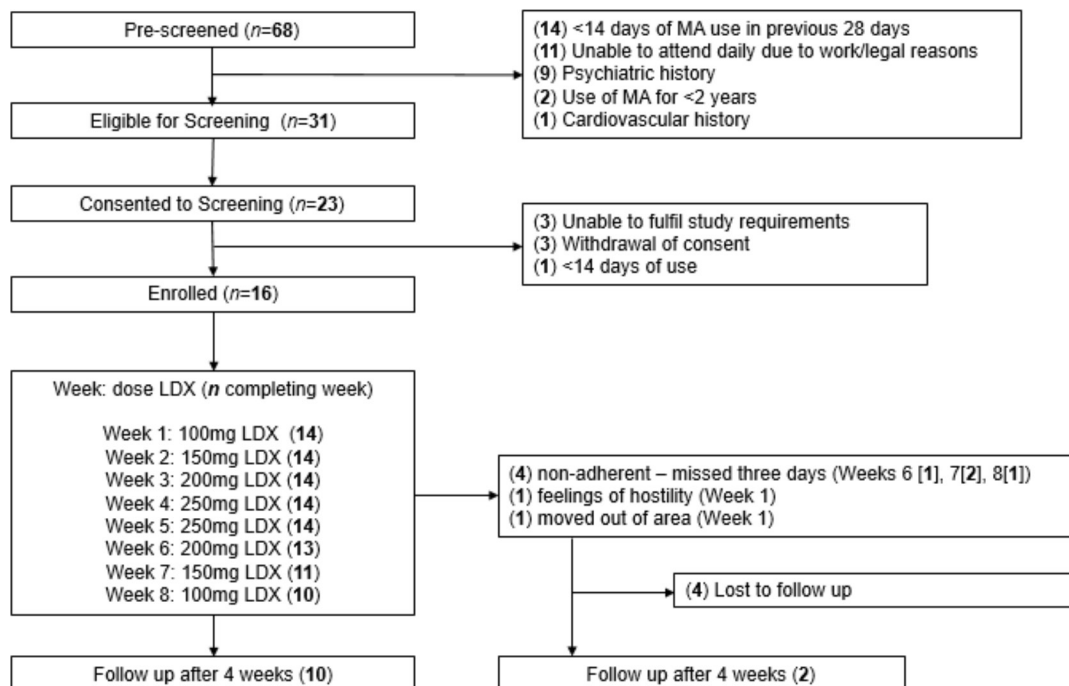 Pre-screened (n=68)
(14) <14 days of MA use in previous 28 days
(11) Unable to attend daily due to work/legal reasons
(9) Psychiatric history
(2) Use of MA for <2 years
(1) Cardiovascular history
Eligible for Screening (n=31)
Consented to Screening (n=23)
(3) Unable to fulfil study requirements
(3) Withdrawal of consent
(1) <14 days of use
Enrolled (n=16)
Week: dose LDX (n completing week)
Week 1: 100mg LDX (14)
Week 2: 150mg LDX (14)
Week 3: 200mg LDX (14)
Week 4: 250mg LDX (14)
Week 5: 250mg LDX (14)
Week 6: 200mg LDX (13)
Week 7: 150mg LDX (11)
Week 8: 100mg LDX (10)
(4) non-adherent – missed three days (Weeks 6 [1], 7[2], 8[1])
(1) feelings of hostility (Week 1)
(1) moved out of area (Week 1)
(4) Lost to follow up
Follow up after 4 weeks (10)
Follow up after 4 weeks (2)